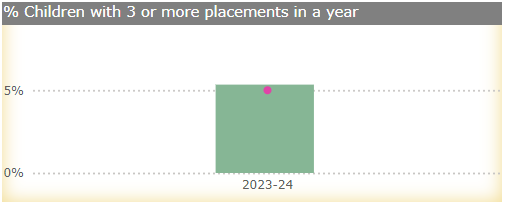 % Children with 3 or more placements in a year
5%
0%
2023-24